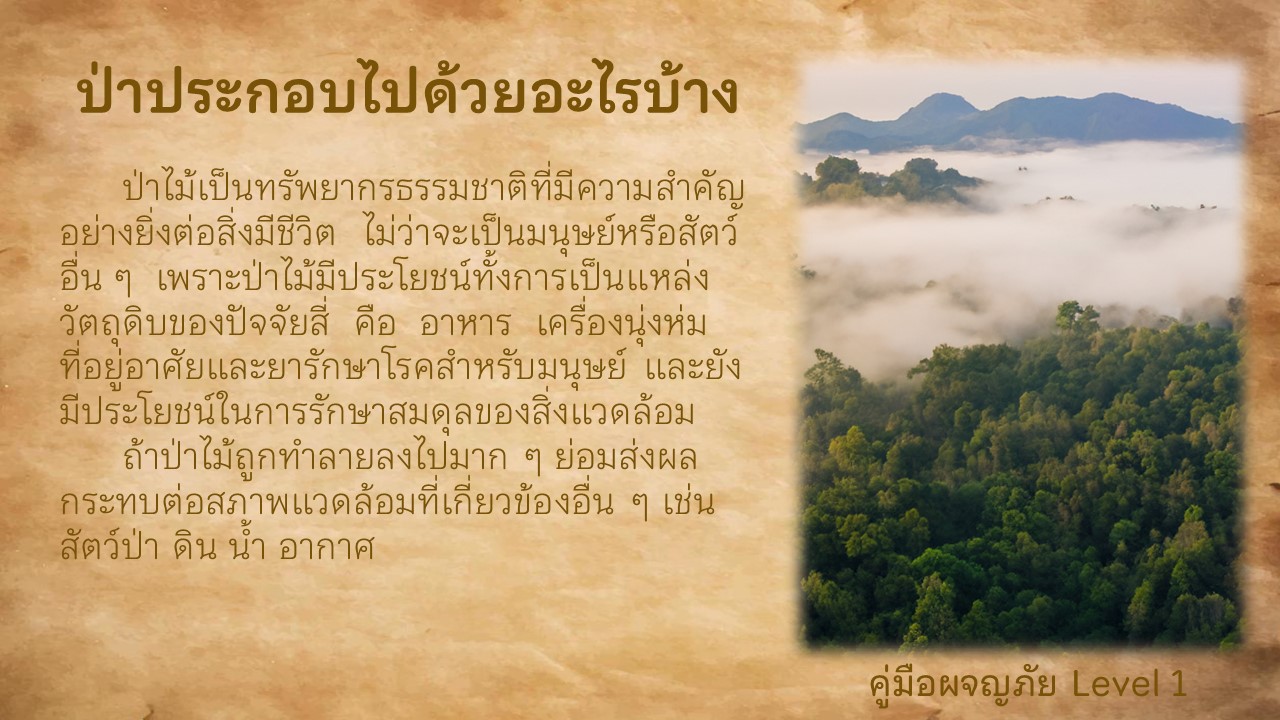 ป่าประกอบไปด้วยอะไรบ้าง
ป่าไม้เป็นทรัพยากรธรรมชาติที่มีความสำคัญ
อย่างยิ่งต่อสิ่งมีชีวิต ไม่ว่าจะเป็นมนุษย์หรือสัตว์
อื่น ๆ เพราะป่าไม้มีประโยชน์ทั้งการเป็นแหล่ง
วัตถุดิบของปัจจัยสี่ คือ อาหาร เครื่องนุ่งห่ม
ที่อยู่อาศัยและยารักษาโรคสำหรับมนุษย์ และยัง
มีประโยชน์ในการรักษาสมดุลของสิ่งแวดล้อม
ถ้าป่าไม้ถูกทำลายลงไปมาก ๆ ย่อมส่งผล
กระทบต่อสภาพแวดล้อมที่เกี่ยวข้องอื่น ๆ เช่น
สัตว์ป่า ดิน น้ำ อากาศ
คู่มือผจญภัย Level 1